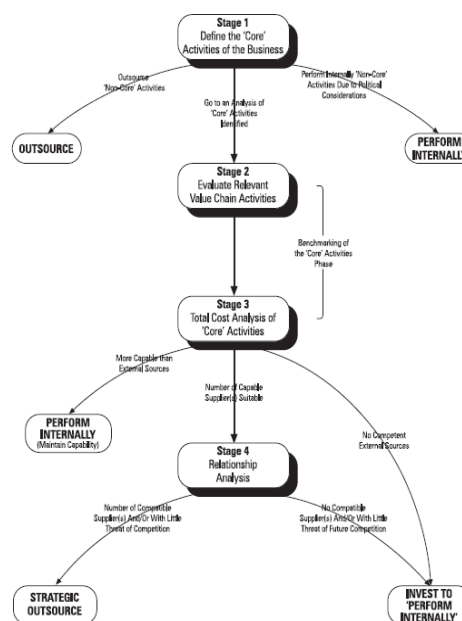 Stage 1
Define the 'Core'
Activities of the Business
Outsource
'Non-Core' Activities
Go to an Analysis of
'Core' Activities
Identified
Perform Internally 'Non-Core'
Activities Due to Political
Considerations
OUTSOURCE
PERFORM
INTERNALLY
Stage 2
Evaluate Relevant
Value Chain Activities
Benchmarking of
the 'Core' Activities
Phase
Stage 3
Total Cost Analysis of
'Core' Activities
More Capable than
External Sources
Number of Capable
Supplier(s) Suitable
No Competent
External Sources
PERFORM
INTERNALLY
(Maintain Capability)
Stage 4
Relationship
Analysis
Number of Compatible
Supplier(s) And/Or With Little
Threat of Competition
No Compatible
Supplier(s) And/Or With Little
Threat of Future Competition
STRATEGIC
OUTSOURCE
INVEST TO
'PERFORM
INTERNALLY'